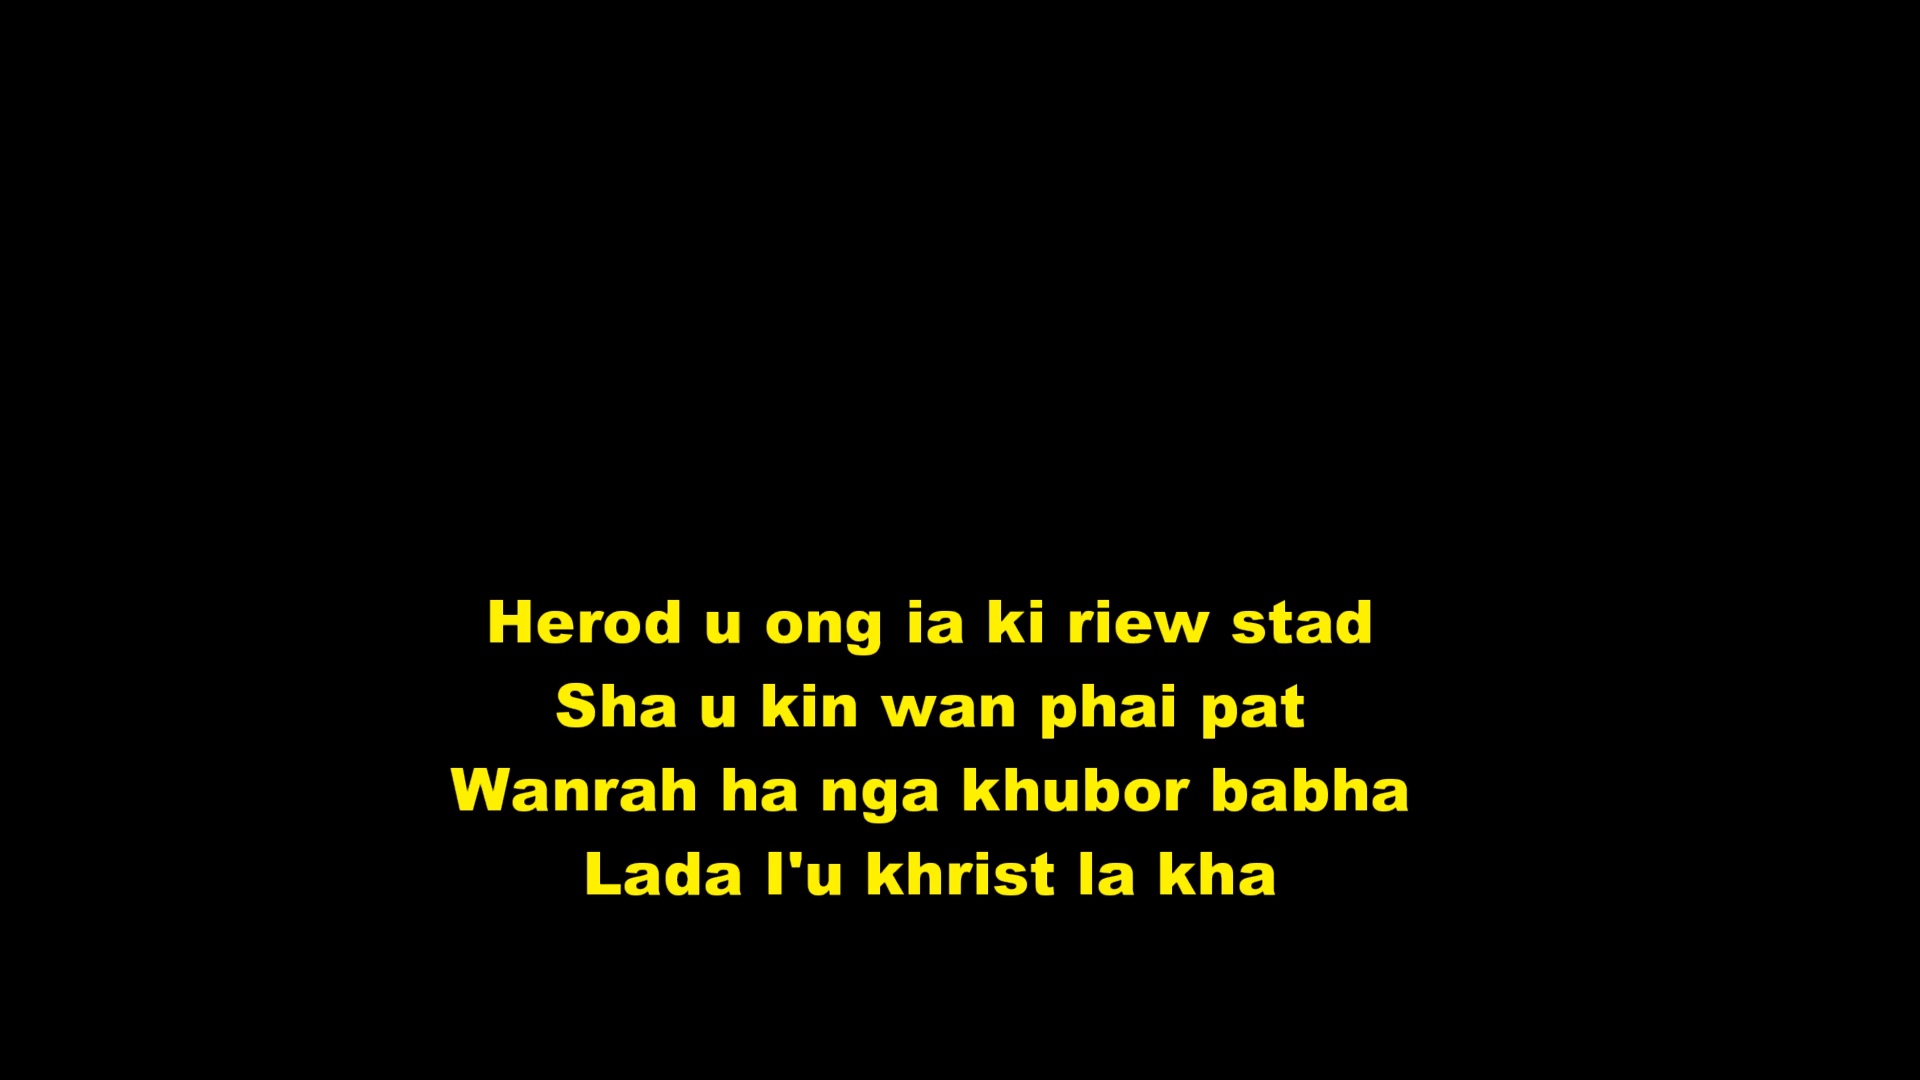 Herod u ong ia ki riew stad
Sha u kin wan phai pat
Wanrah ha nga khubor babha
Lada I'u khrist la kha